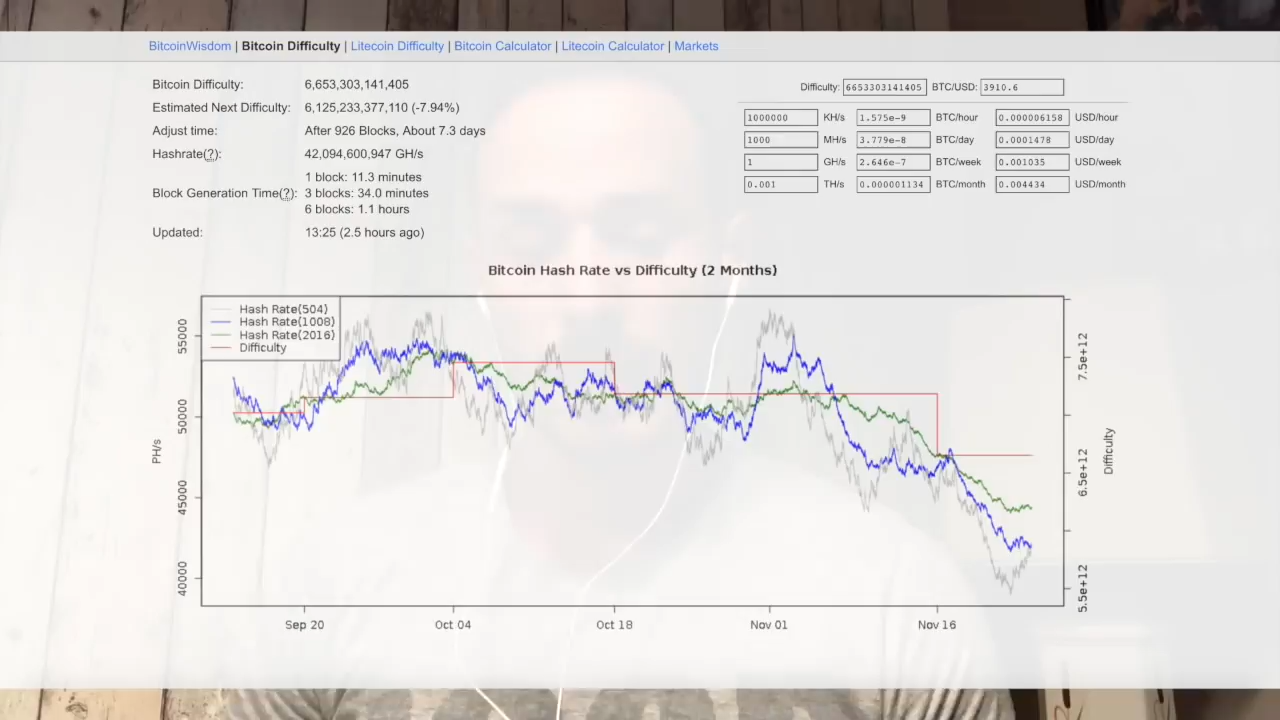 BitcoinWisdom | Bitcoin Difficulty | Litecoin Difficulty | Bitcoin Calculator | Litecoin Calculator | Markets
Bitcoin Difficulty: 6,653,303,141,405
Estimated Next Difficulty: 6,125,233,377,110 (-7.94%)
Adjust time: After 926 Blocks, About 7.3 days
Hashrate(?): 42,094,600,947 GH/s
1 block: 11.3 minutes
Block Generation Time(?): 3 blocks: 34.0 minutes
6 blocks: 1.1 hours
Updated: 13:25 (2.5 hours ago)
Difficulty: 6653303141405 BTC/USD: 3910.6
1000000 KH/s 1.575e-9 BTC/hour 0.000006158 USD/hour
1000 MH/s 3.779e-8 BTC/day 0.0001478 USD/day
1 GH/s 2.646e-7 BTC/week 0.001035 USD/week
0.001 TH/s 0.000001134 BTC/month 0.004434 USD/month
Bitcoin Hash Rate vs Difficulty (2 Months)
Hash Rate(504)
Hash Rate(1008)
Hash Rate(2016)
Difficulty
PH/s
55000
50000
45000
40000
7.5e+12
6.5e+12
5.5e+12
Difficulty
Sep 20 Oct 04 Oct 18 Nov 01 Nov 16